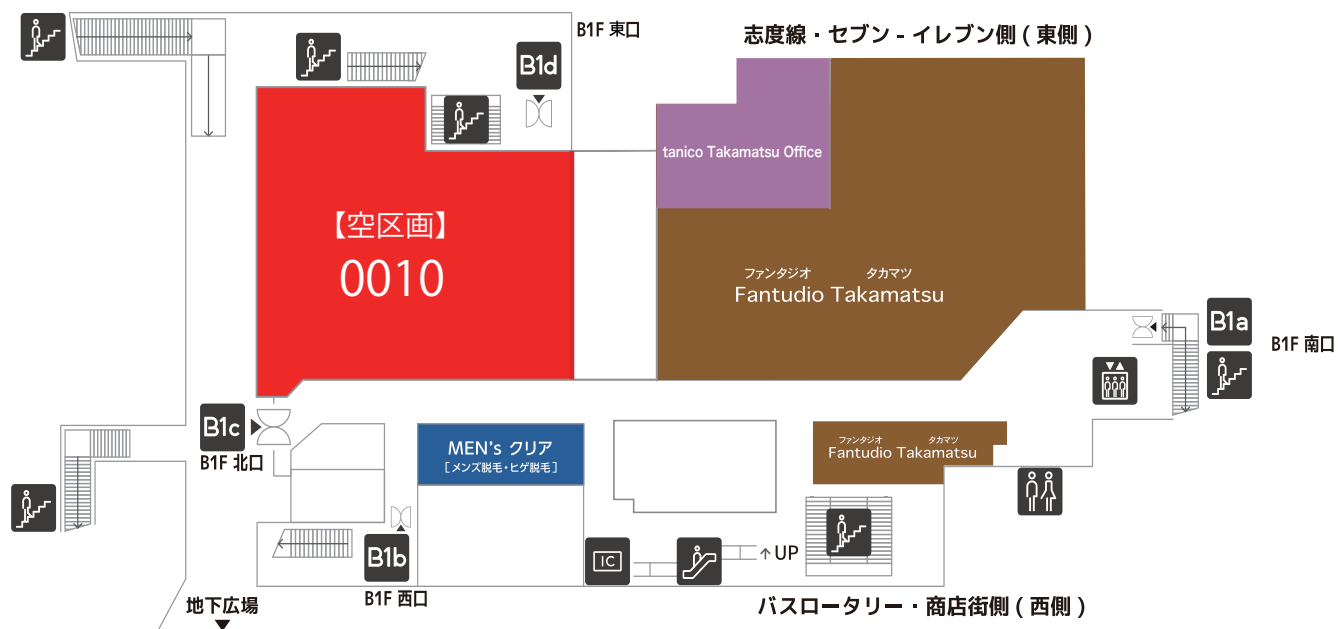 B1F 東口
志度線・セブン - イレブン側 ( 東側 )
B1d
tanico Takamatsu Office
【空区画】
0010
ファンタジオ タカマツ
Fantudio Takamatsu
B1a
B1F 南口
B1c
B1F 北口
MEN's クリア
[メンズ脱毛・ヒゲ脱毛]
ファンタジオ タカマツ
Fantudio Takamatsu
B1b
IC
↑ UP
B1F 西口
地下広場
バスロータリー・商店街側 ( 西側 )